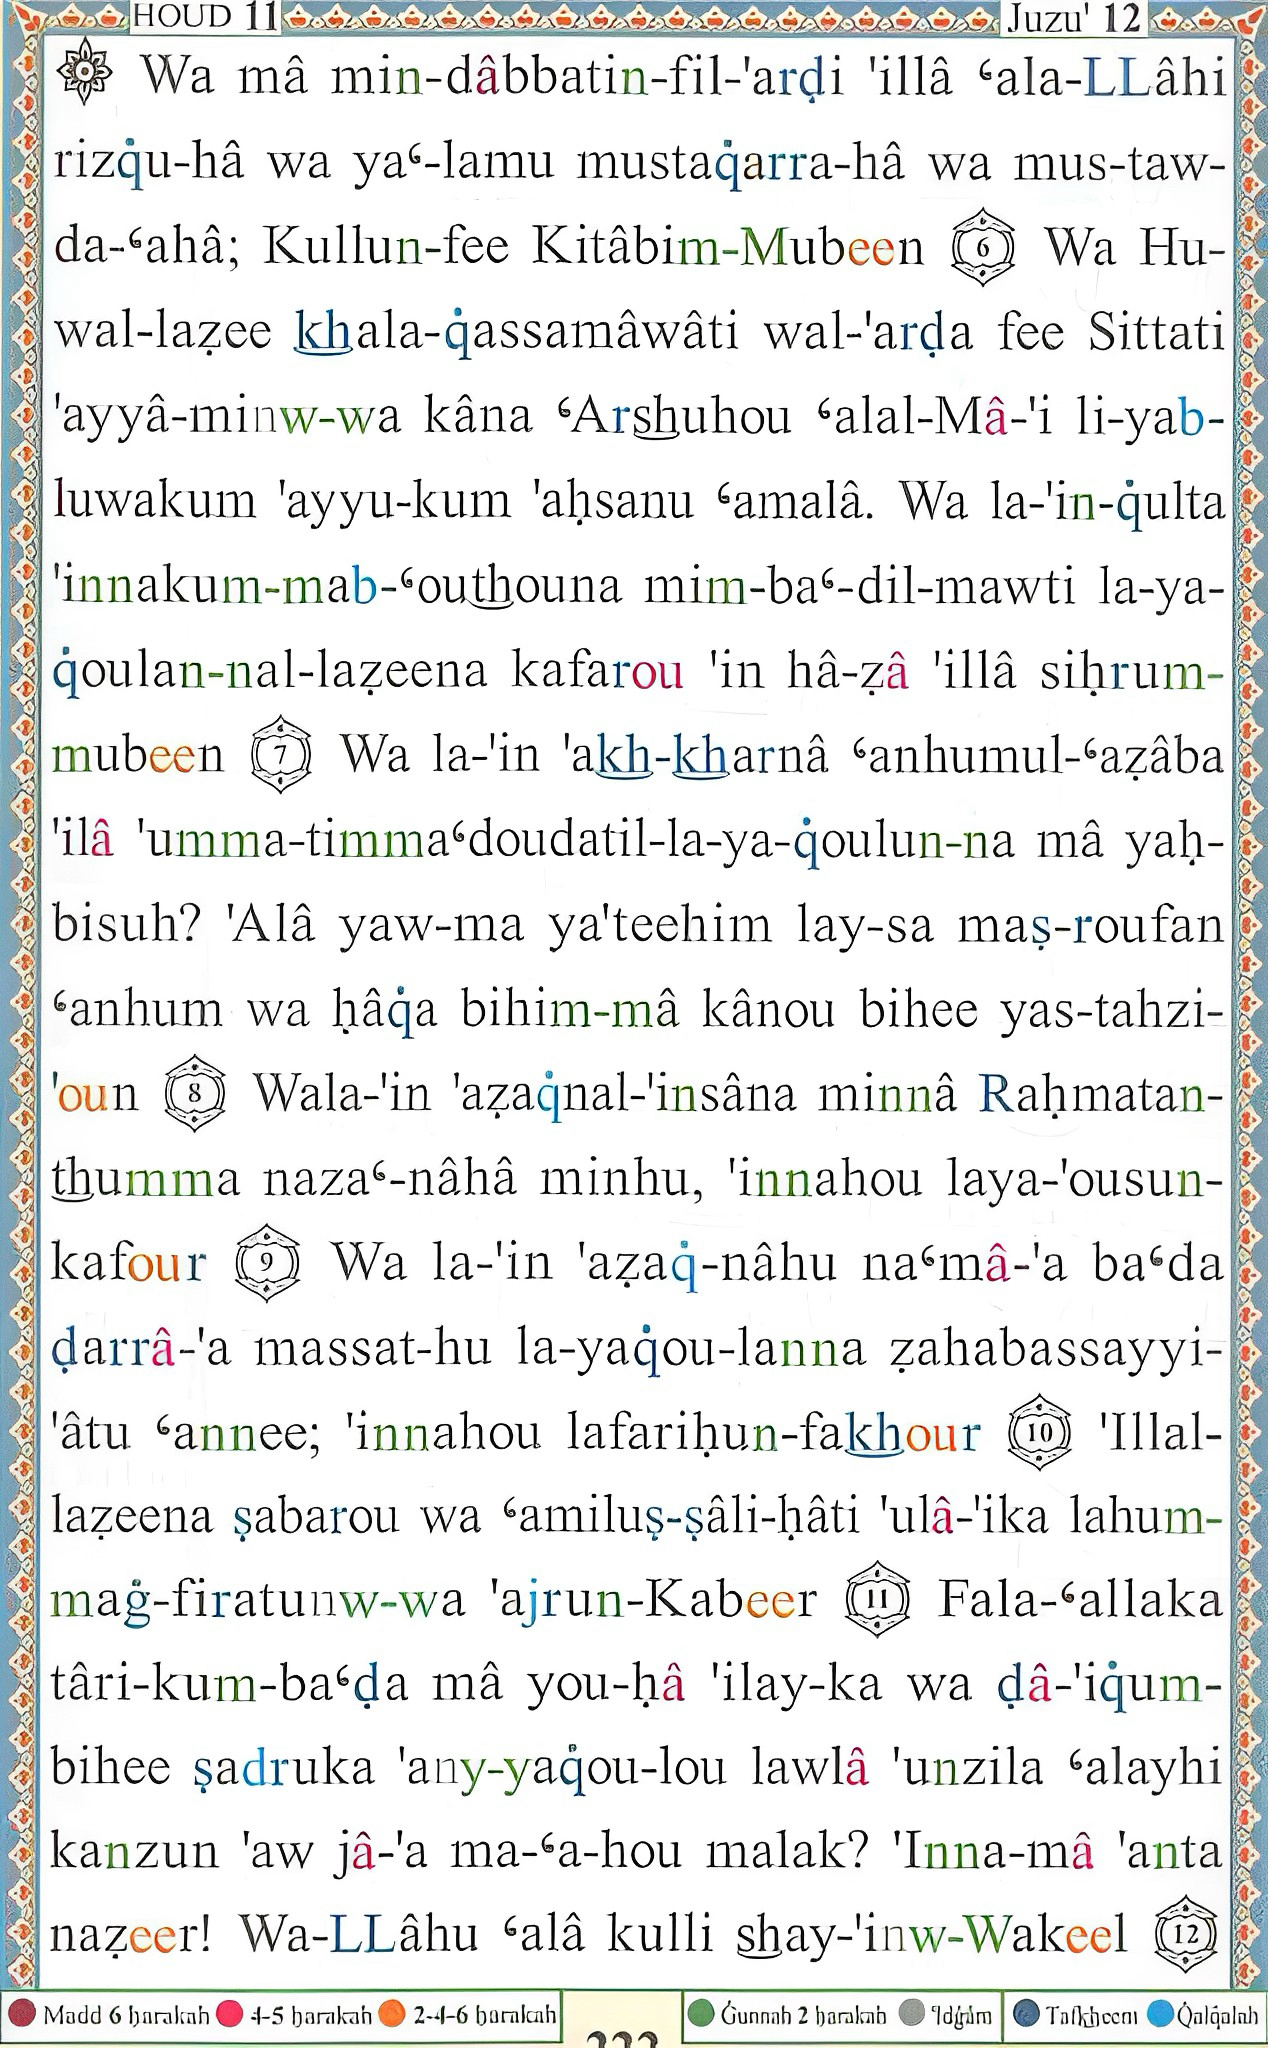 HOUD 11 Juzu' 12
Wa mâ min-dâbbatin-fil-'arḍi 'illâ ʿala-LLâhi
rizq̇u-hâ wa yaʿ-lamu mustaq̇arra-hâ wa mus-taw-
da-ʿahâ; Kullun-fee Kitâbim-Mubeen 6 Wa Hu-
wal-laẓee khala-q̇assamâwâti wal-'arḍa fee Sittati
'ayyâ-minw-wa kâna ʿArshuhou ʿalal-Mâ-'i li-yab-
luwakum 'ayyu-kum 'aḥsanu ʿamalâ. Wa la-'in-q̇ulta
'innakum-mab-ʿouthouna mim-baʿ-dil-mawti la-ya-
q̇oulan-nal-laẓeena kafarou 'in hâ-ẓâ 'illâ siḥrum-
mubeen 7 Wa la-'in 'akh-kharnâ ʿanhumul-ʿaẓâba
'ilâ 'umma-timmaʿdoudatil-la-ya-q̇oulun-na mâ yaḥ-
bisuh? 'Alâ yaw-ma ya'teehim lay-sa maṣ-roufan
ʿanhum wa ḥâq̇a bihim-mâ kânou bihee yas-tahzi-
'oun 8 Wala-'in 'aẓaq̇nal-'insâna minnâ Raḥmatan-
thumma nazaʿ-nâhâ minhu, 'innahou laya-'ousun-
kafour 9 Wa la-'in 'aẓaq̇-nâhu naʿmâ-'a baʿda
ḍarrâ-'a massat-hu la-yaq̇ou-lanna ẓahabassayyi-
'âtu ʿannee; 'innahou lafariḥun-fakhour 10 'Illal-
laẓeena ṣabarou wa ʿamiluṣ-ṣâli-ḥâti 'ulâ-'ika lahum-
maġ-firatunw-wa 'ajrun-Kabeer 11 Fala-ʿallaka
târi-kum-baʿḍa mâ you-ḥâ 'ilay-ka wa ḍâ-'iq̇um-
bihee ṣadruka 'any-yaq̇ou-lou lawlâ 'unzila ʿalayhi
kanzun 'aw jâ-'a ma-ʿa-hou malak? 'Inna-mâ 'anta
naẓeer! Wa-LLâhu ʿalâ kulli shay-'inw-Wakeel 12
Madd 6 ḥarakah 4-5 ḥarakah 2-4-6 ḥarakah Ġunnah 2 ḥarakah 'Idġâm Tafkheem Q̇alq̇alah